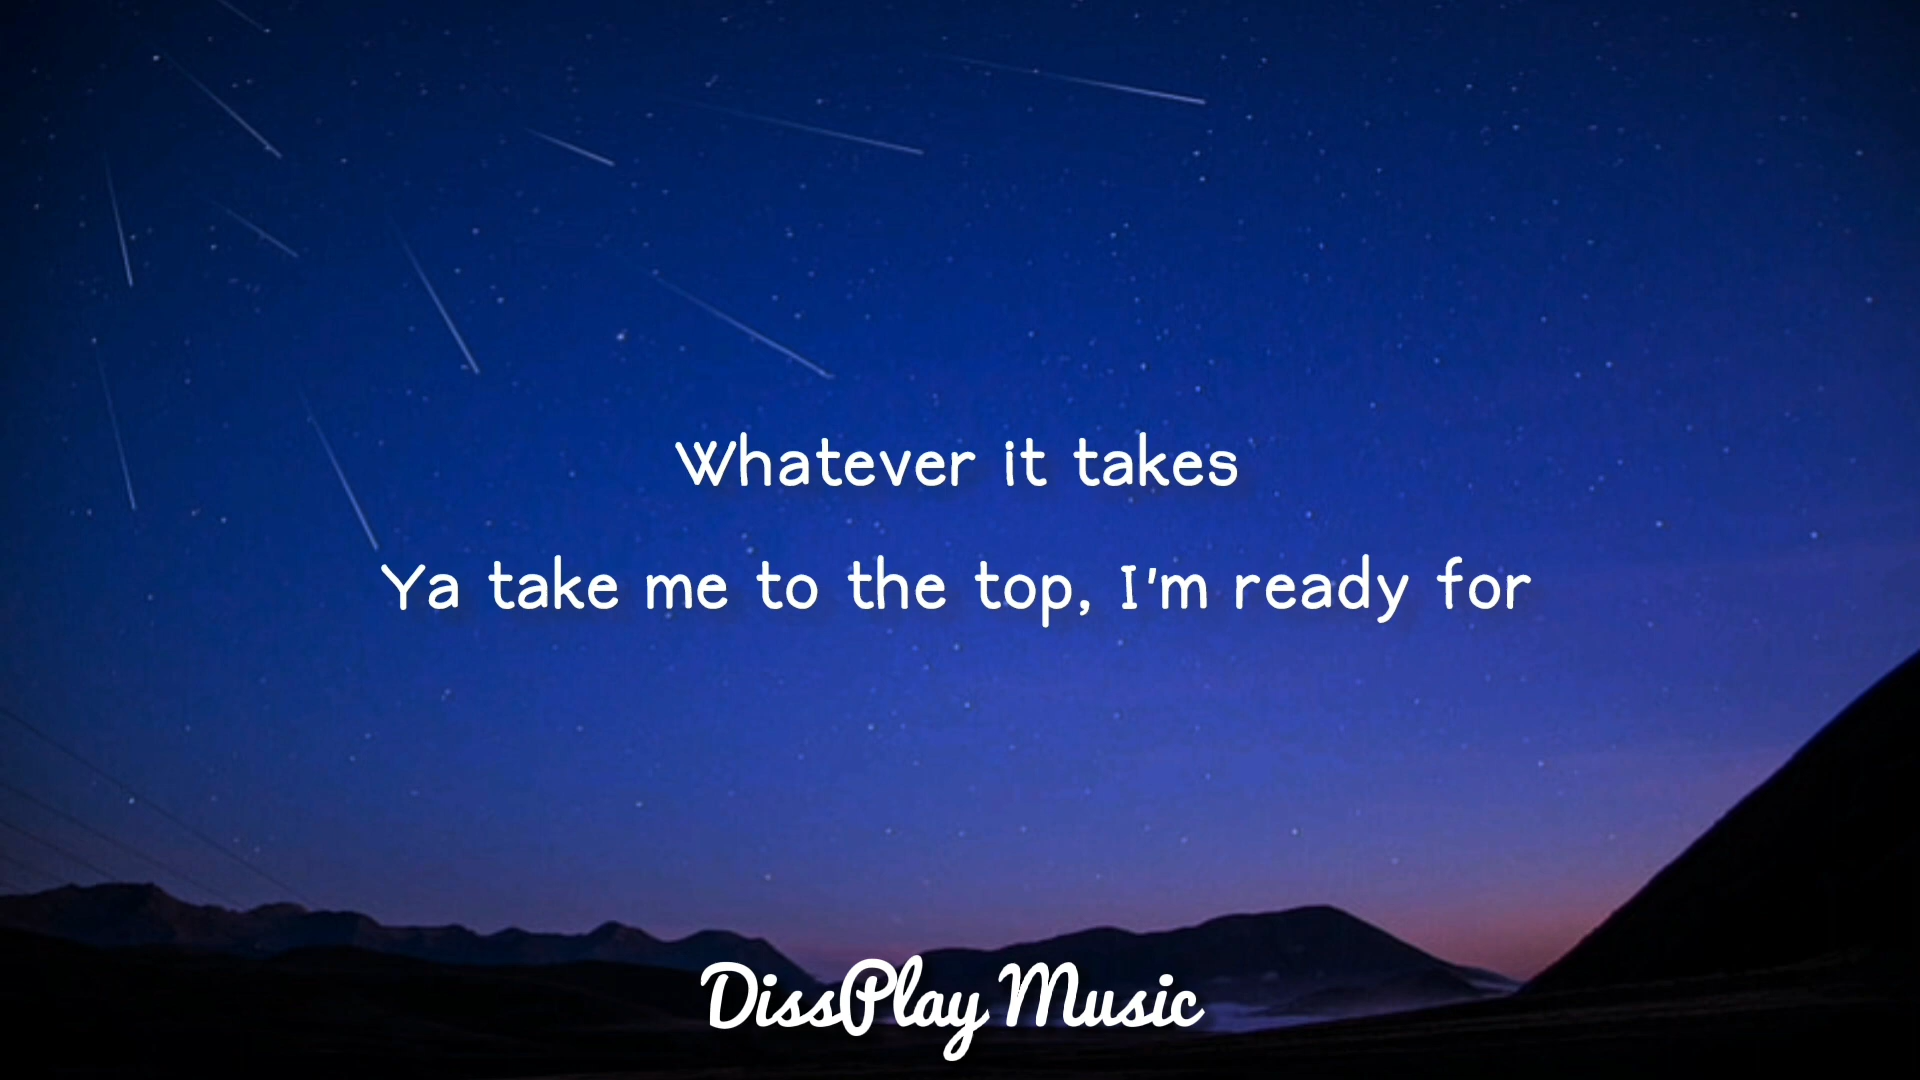 Whatever it takes
Ya take me to the top, I'm ready for
DissPlay Music